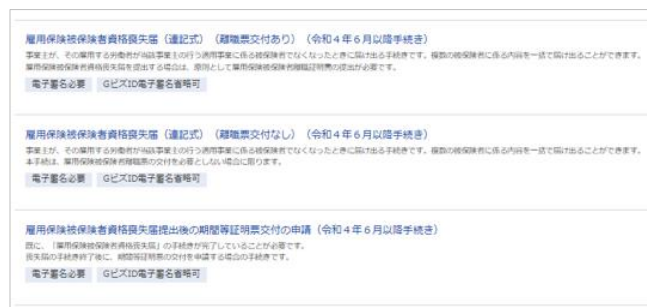 雇用保険被保険者資格喪失届（連記式）（離職票交付あり）（令和４年６月以降手続き）
事業主が、その雇用する労働者が当該事業主の行う適用事業に係る被保険者でなくなったときに届け出る手続きです。複数の被保険者に係る内容を一括で届け出ることができます。
雇用保険被保険者資格喪失届を提出する場合は、原則として雇用保険被保険者離職証明書の提出が必要です。
電子署名必要 GビズID電子署名省略可
雇用保険被保険者資格喪失届（連記式）（離職票交付なし）（令和４年６月以降手続き）
事業主が、その雇用する労働者が当該事業主の行う適用事業に係る被保険者でなくなったときに届け出る手続きです。複数の被保険者に係る内容を一括で届け出ることができます。
本手続は、雇用保険被保険者離職票の交付を必要としない場合に限ります。
電子署名必要 GビズID電子署名省略可
雇用保険被保険者資格喪失届提出後の期間等証明票交付の申請（令和４年６月以降手続き）
既に、「雇用保険被保険者資格喪失届」の手続きが完了していることが必要です。
喪失届の手続き終了後に、期間等証明票の交付を申請する場合の手続きです。
電子署名必要 GビズID電子署名省略可